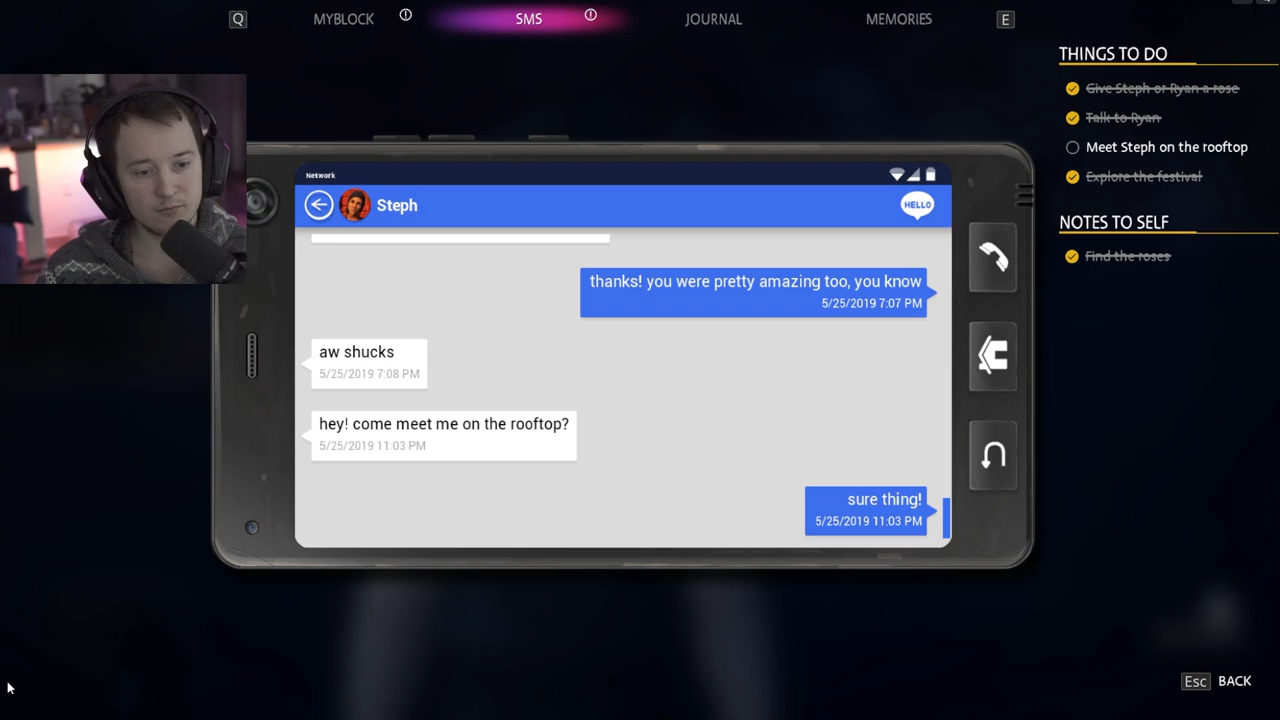 Q
MYBLOCK
SMS
JOURNAL
MEMORIES
E
THINGS TO DO
Give Steph or Ryan a rose
Talk to Ryan
Meet Steph on the rooftop
Explore the festival
NOTES TO SELF
Find the roses
Network
Steph
HELLO
thanks! you were pretty amazing too, you know
5/25/2019 7:07 PM
aw shucks
5/25/2019 7:08 PM
hey! come meet me on the rooftop?
5/25/2019 11:03 PM
sure thing!
5/25/2019 11:03 PM
Esc BACK